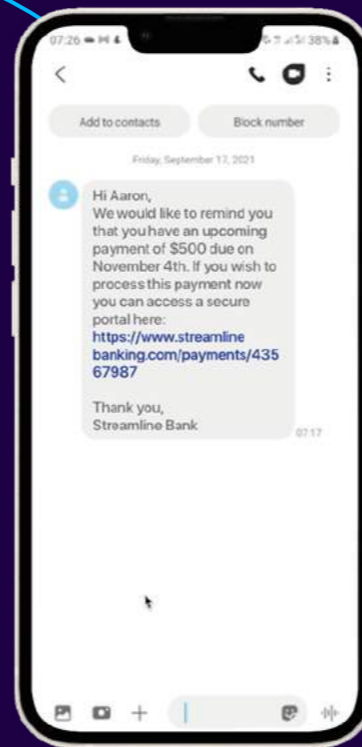 07:26
38%
Add to contacts
Block number
Friday, September 17, 2021
Hi Aaron,
We would like to remind you
that you have an upcoming
payment of $500 due on
November 4th. If you wish to
process this payment now
you can access a secure
portal here:
https://www.streamline
banking.com/payments/435
67987
Thank you,
Streamline Bank
07:17